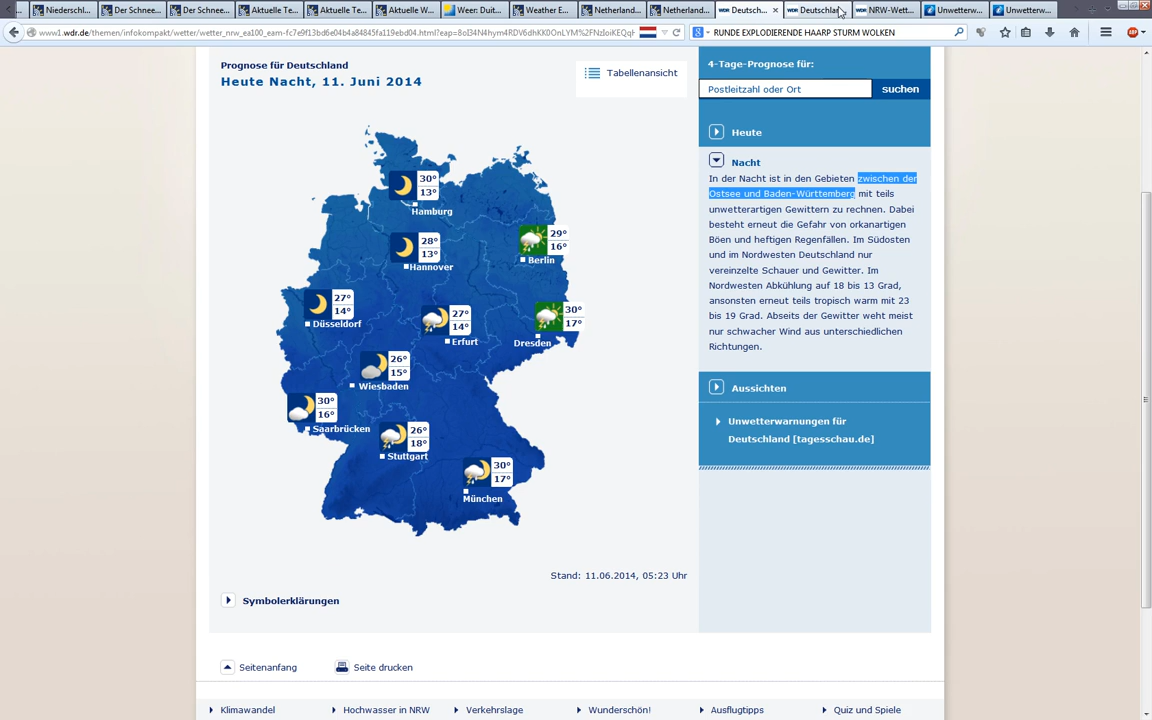 Niederschl...
Der Schnee...
Der Schnee...
Aktuelle Te...
Aktuelle Te...
Aktuelle W...
Ween: Duit...
Weather E...
Netherland...
Netherland...
WDR Deutsch...
WDR Deutschlan
WDR NRW-Wett...
Unwetterw...
Unwetterw...
www1.wdr.de/themen/infokompakt/wetter/wetter_nrw_ea100_eam-fc7e9f13bd6e04b4a84845fa119ebd04.html?eap=8oI34N4hym4RDV6dhKK0OnLYM%2FNzIoiKEQqH
RUNDE EXPLODIERENDE HAARP STURM WOLKEN
ABP
Prognose für Deutschland
Heute Nacht, 11. Juni 2014
Tabellenansicht
30°
13°
Hamburg
28°
13°
Hannover
29°
16°
Berlin
27°
14°
Düsseldorf
27°
14°
Erfurt
30°
17°
Dresden
26°
15°
Wiesbaden
30°
16°
Saarbrücken
26°
18°
Stuttgart
30°
17°
München
Stand: 11.06.2014, 05:23 Uhr
Symbolerklärungen
4-Tage-Prognose für:
Postleitzahl oder Ort
suchen
Heute
Nacht
In der Nacht ist in den Gebieten zwischen der
Ostsee und Baden-Württemberg mit teils
unwetterartigen Gewittern zu rechnen. Dabei
besteht erneut die Gefahr von orkanartigen
Böen und heftigen Regenfällen. Im Südosten
und im Nordwesten Deutschland nur
vereinzelte Schauer und Gewitter. Im
Nordwesten Abkühlung auf 18 bis 13 Grad,
ansonsten erneut teils tropisch warm mit 23
bis 19 Grad. Abseits der Gewitter weht meist
nur schwacher Wind aus unterschiedlichen
Richtungen.
Aussichten
Unwetterwarnungen für
Deutschland [tagesschau.de]
Seitenanfang
Seite drucken
Klimawandel
Hochwasser in NRW
Verkehrslage
Wunderschön!
Ausflugtipps
Quiz und Spiele